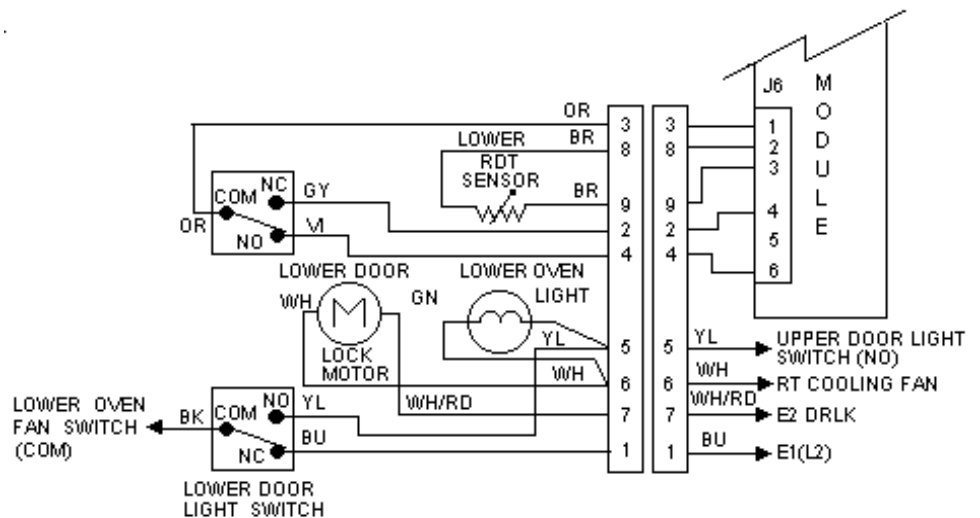 J6
MODULE
OR
3 3 1
LOWER BR
8 8 2
RDT
SENSOR
3
BR
9 9
COM NC GY
2 2 4
OR
NO VI
4 4 5
6
LOWER DOOR
LOWER OVEN
LIGHT
WH M GN
YL
5 5 YL UPPER DOOR LIGHT
SWITCH (NO)
LOCK
MOTOR
WH
6 6 WH RT COOLING FAN
WH/RD
7 7 WH/RD E2 DRLK
LOWER OVEN
FAN SWITCH
(COM)
BK COM NO YL
BU
NC
1 1 BU E1(L2)
LOWER DOOR
LIGHT SWITCH